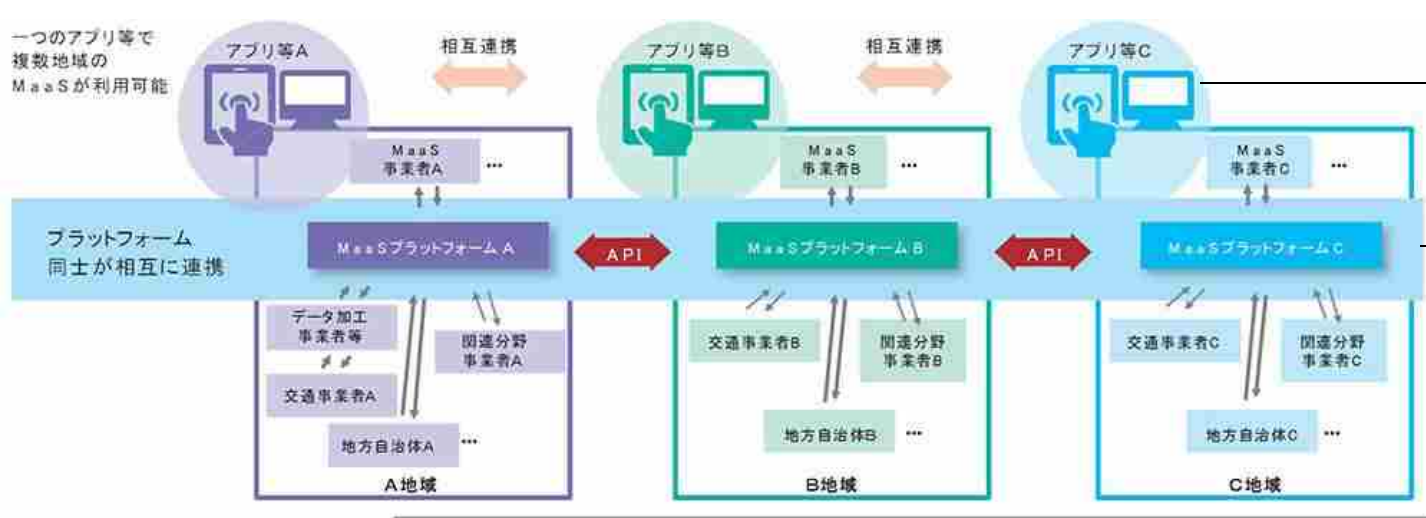 一つのアプリ等で
複数地域の
MaaSが利用可能
アプリ等A
相互連携
アプリ等B
相互連携
アプリ等C
MaaS
事業者A
…
MaaS
事業者B
…
MaaS
事業者C
…
プラットフォーム
同士が相互に連携
MaaSプラットフォームA
API
MaaSプラットフォームB
API
MaaSプラットフォームC
データ加工
事業者等
関連分野
事業者A
交通事業者A
地方自治体A
…
A地域
交通事業者B
関連分野
事業者B
地方自治体B
…
B地域
交通事業者C
関連分野
事業者C
地方自治体C
…
C地域